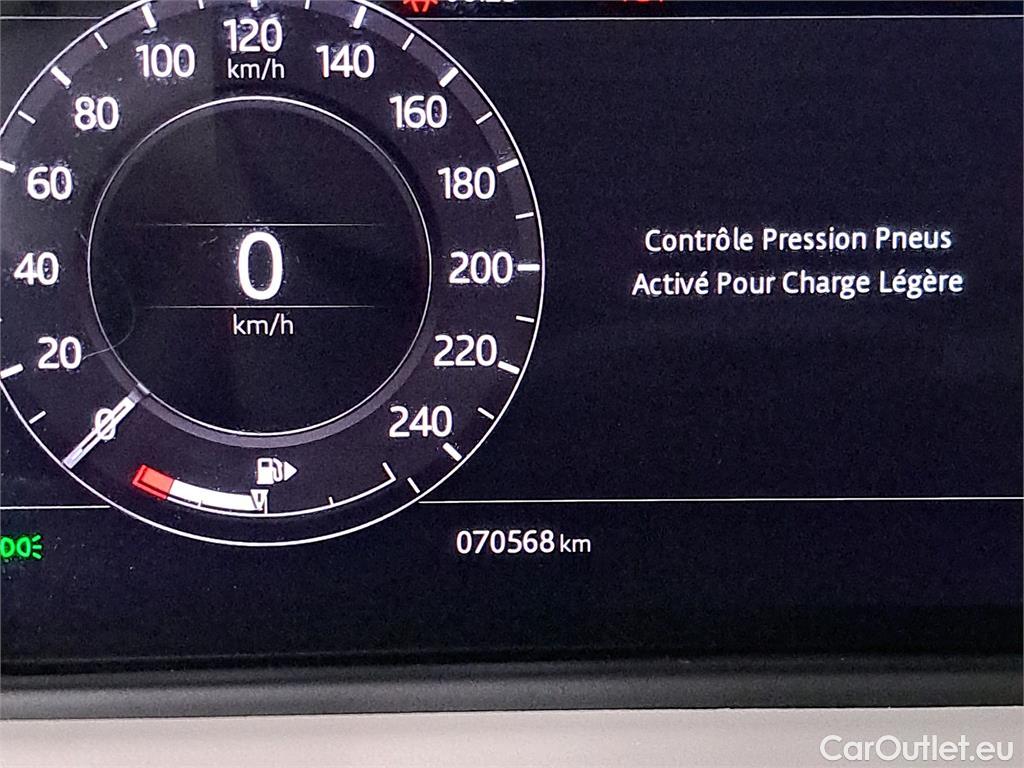 120
km/h
100
140
80
160
60
180
40
200
20
220
0
240
0
km/h
Contrôle Pression Pneus
Activé Pour Charge Légère
070568 km
CarOutlet.eu